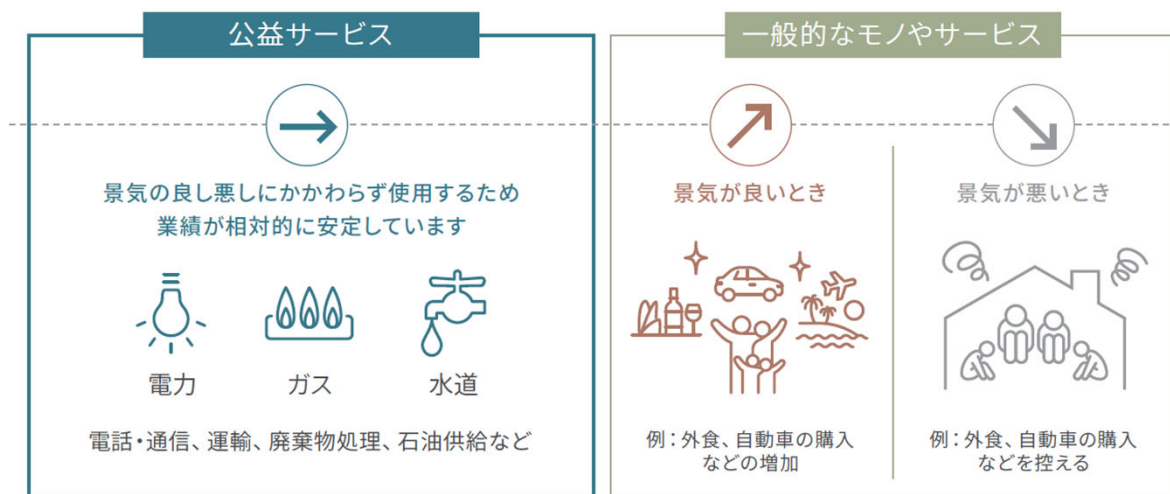 公益サービス
景気の良し悪しにかかわらず使用するため
業績が相対的に安定しています
電力
ガス
水道
電話・通信、運輸、廃棄物処理、石油供給など
一般的なモノやサービス
景気が良いとき
例：外食、自動車の購入
などの増加
景気が悪いとき
例：外食、自動車の購入
などを控える